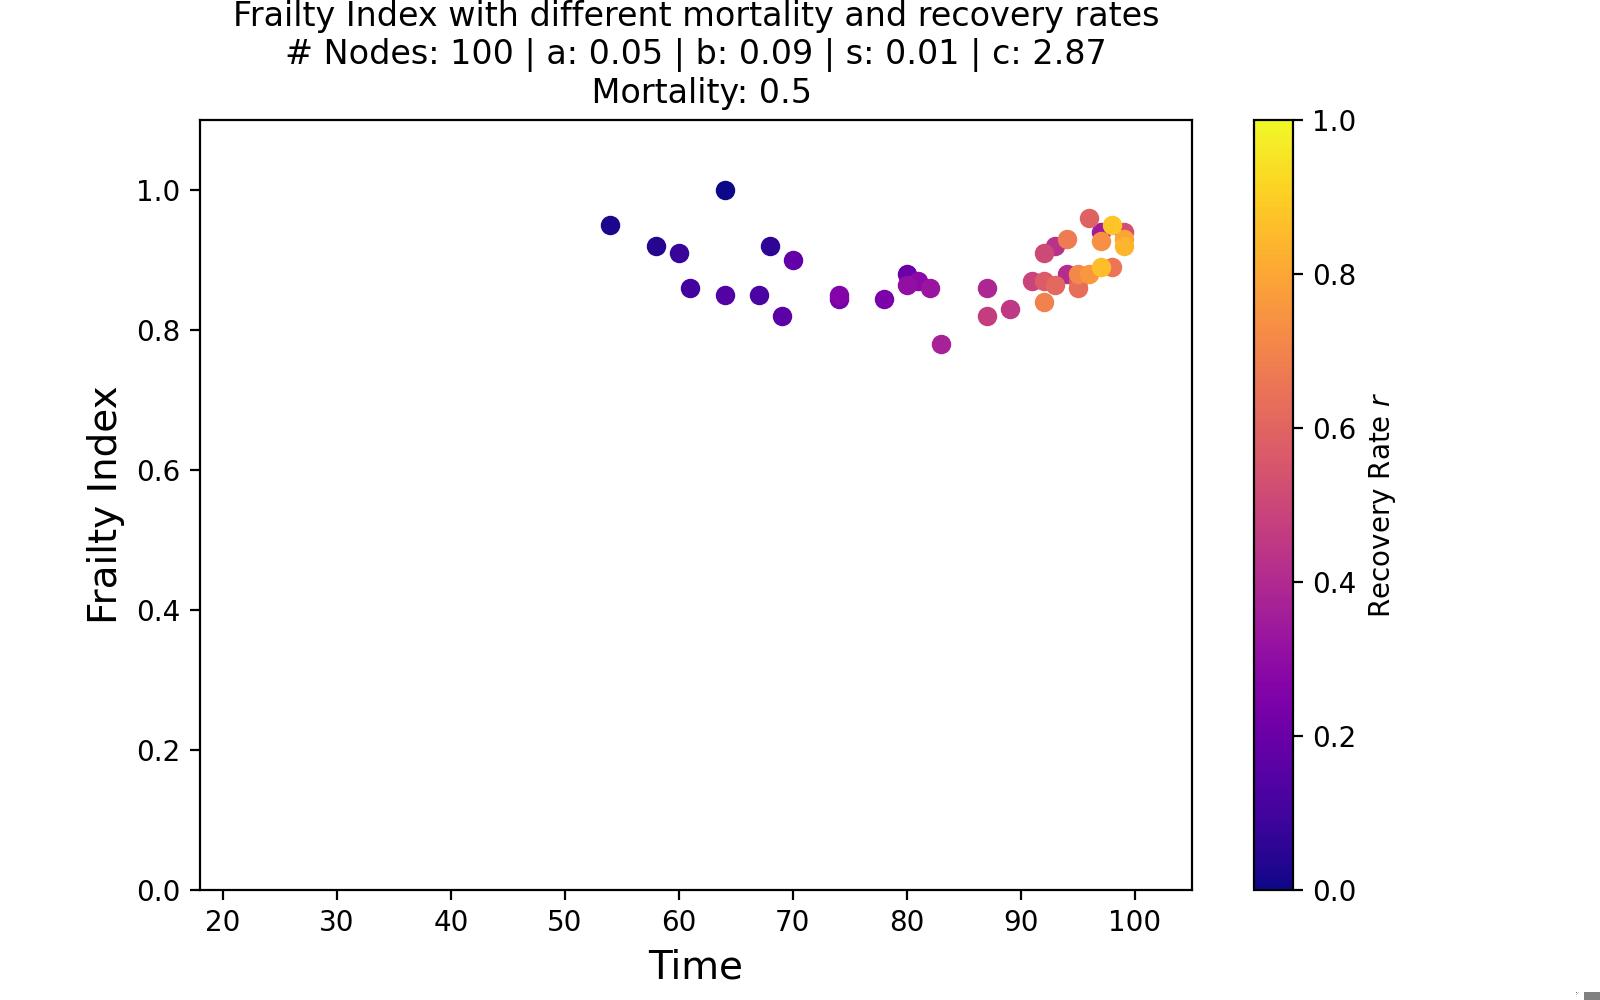 Frailty Index with different mortality and recovery rates
# Nodes: 100 | a: 0.05 | b: 0.09 | s: 0.01 | c: 2.87
Mortality: 0.5
1.0
0.8
0.6
0.4
0.2
0.0
Frailty Index
20 30 40 50 60 70 80 90 100
Time
1.0
0.8
0.6
0.4
0.2
0.0
Recovery Rate r